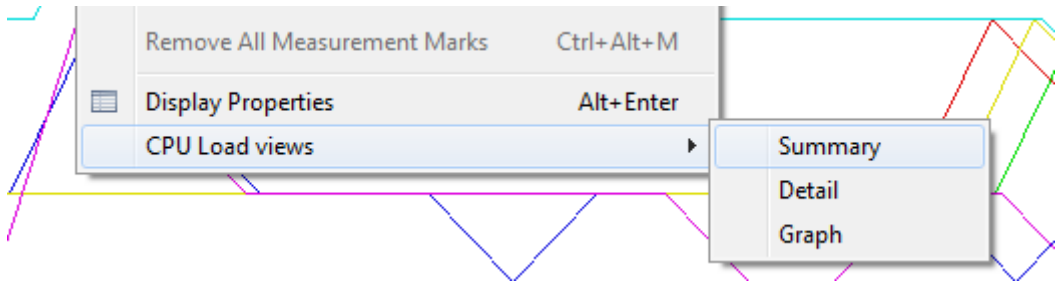 Remove All Measurement Marks Ctrl+Alt+M
Display Properties Alt+Enter
CPU Load views
Summary
Detail
Graph